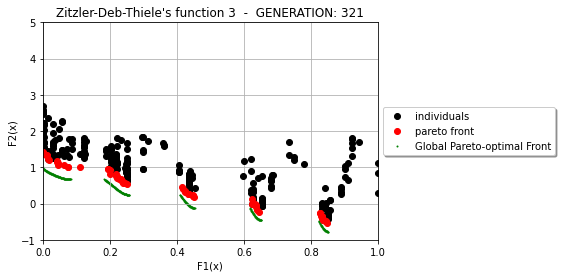 Zitzler-Deb-Thiele's function 3 - GENERATION: 321
5
4
3
2
1
0
−1
F2(x)
0.0 0.2 0.4 0.6 0.8 1.0
F1(x)
individuals
pareto front
Global Pareto-optimal Front